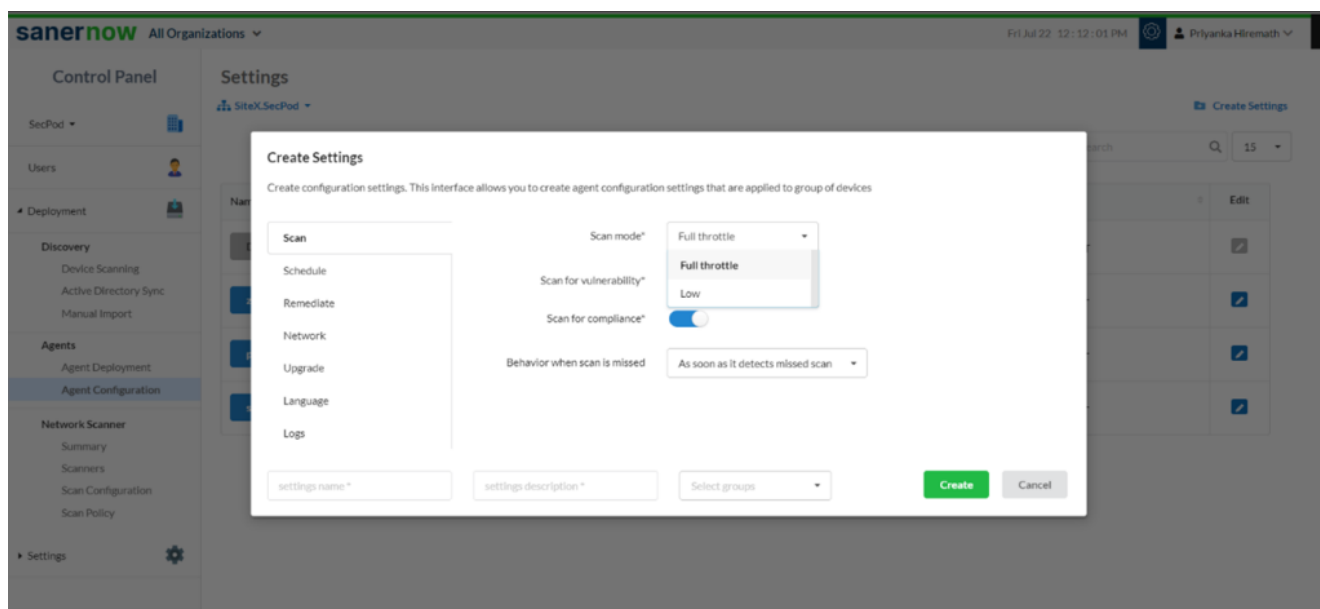 sanernow All Organizations
Fri Jul 22 12:12:01 PM
Priyanka Hiremath
Control Panel
SecPod
Users
Deployment
Discovery
Device Scanning
Active Directory Sync
Manual Import
Agents
Agent Deployment
Agent Configuration
Network Scanner
Summary
Scanners
Scan Configuration
Scan Policy
Settings
Settings
SiteX.SecPod
Create Settings
15
Edit
Create Settings
Create configuration settings. This interface allows you to create agent configuration settings that are applied to group of devices
Scan
Schedule
Remediate
Network
Upgrade
Language
Logs
Scan mode* Full throttle
Full throttle
Low
Scan for vulnerability*
Scan for compliance*
Behavior when scan is missed As soon as it detects missed scan
settings name *
settings description *
Select groups
Create
Cancel